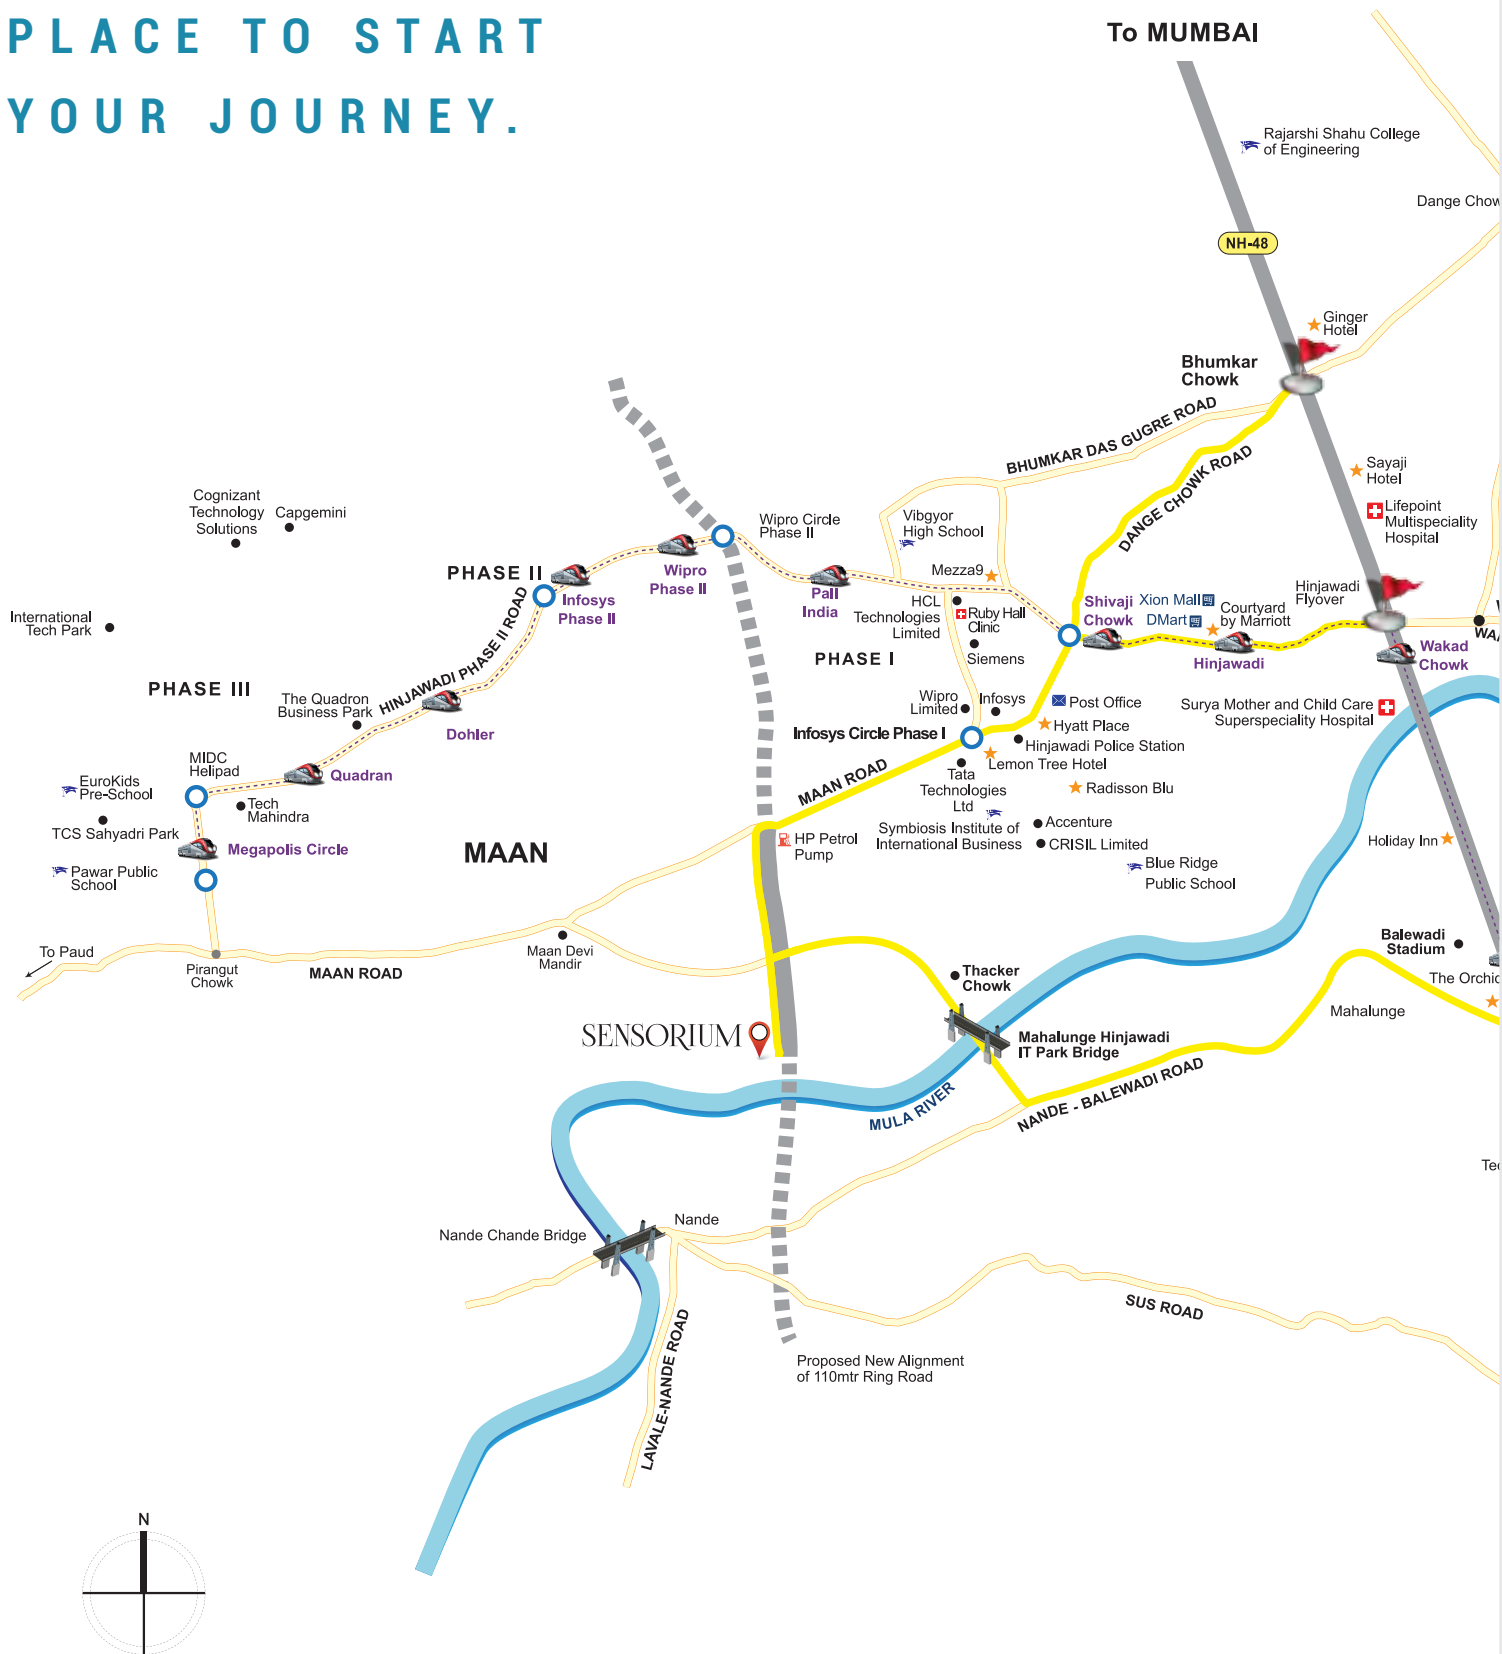 PLACE TO START
YOUR JOURNEY.
To MUMBAI
Rajarshi Shahu College
of Engineering
Dange Chow
NH-48
Ginger
Hotel
Bhumkar
Chowk
BHUMKAR DAS GUGRE ROAD
DANGE CHOWK ROAD
Sayaji
Hotel
Lifepoint
Multispeciality
Hospital
Cognizant
Technology
Solutions
Capgemini
Wipro Circle
Phase II
Vibgyor
High School
Mezza9
PHASE II
Wipro
Phase II
Infosys
Phase II
Pall
India
HCL
Technologies
Limited
Ruby Hall
Clinic
Siemens
Shivaji
Chowk
Xion Mall
DMart
Courtyard
by Marriott
Hinjawadi
Flyover
Hinjawadi
Wakad
Chowk
WA
International
Tech Park
PHASE I
PHASE III
HINJAWADI PHASE II ROAD
The Quadron
Business Park
Dohler
Wipro
Limited
Infosys
Post Office
Hyatt Place
Surya Mother and Child Care
Superspeciality Hospital
Infosys Circle Phase I
Hinjawadi Police Station
Lemon Tree Hotel
MIDC
Helipad
Quadran
EuroKids
Pre-School
Tech
Mahindra
MAAN ROAD
Tata
Technologies
Ltd
Radisson Blu
TCS Sahyadri Park
Megapolis Circle
MAAN
HP Petrol
Pump
Symbiosis Institute of
International Business
Accenture
CRISIL Limited
Holiday Inn
Pawar Public
School
Blue Ridge
Public School
To Paud
Pirangut
Chowk
MAAN ROAD
Maan Devi
Mandir
Thacker
Chowk
Balewadi
Stadium
The Orchid
Mahalunge
SENSORIUM
Mahalunge Hinjawadi
IT Park Bridge
MULA RIVER
NANDE - BALEWADI ROAD
Tec
Nande Chande Bridge
Nande
SUS ROAD
LAVALE-NANDE ROAD
Proposed New Alignment
of 110mtr Ring Road
N